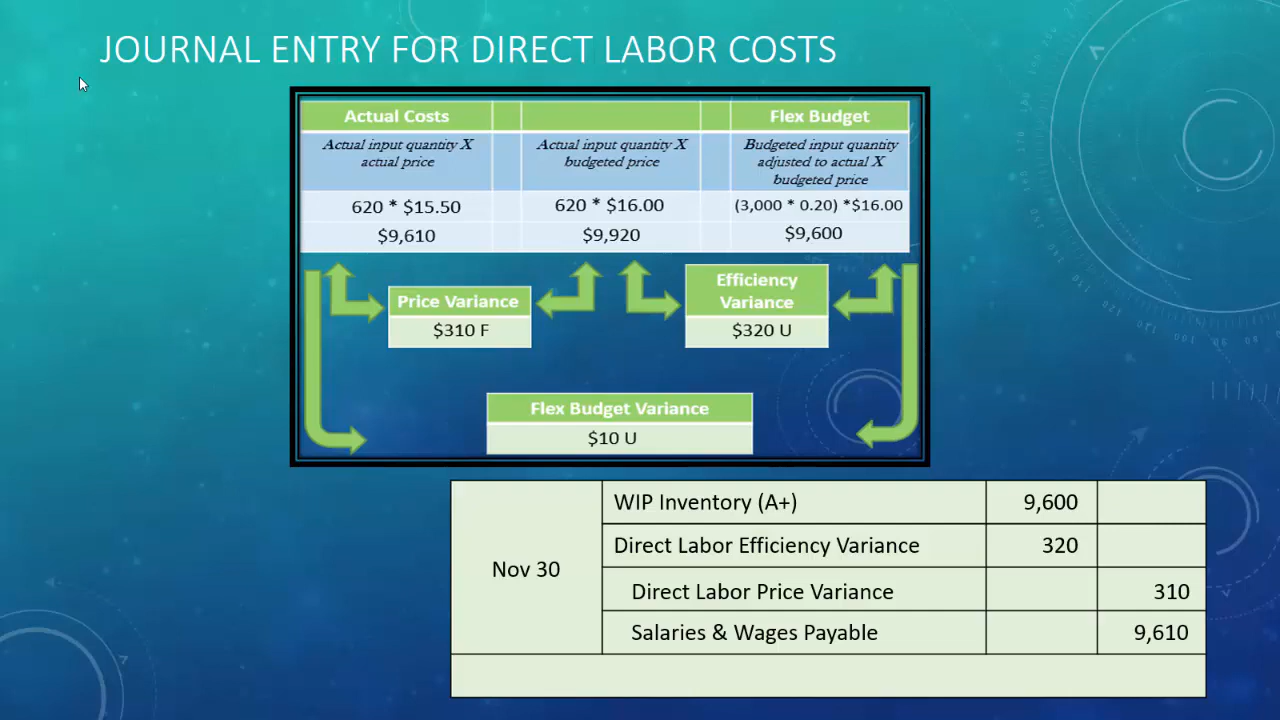 JOURNAL ENTRY FOR DIRECT LABOR COSTS
Actual Costs
Flex Budget
Actual input quantity X
actual price
Actual input quantity X
budgeted price
Budgeted input quantity
adjusted to actual X
budgeted price
620 * $15.50
620 * $16.00
(3,000 * 0.20) *$16.00
$9,610
$9,920
$9,600
Price Variance
$310 F
Efficiency
Variance
$320 U
Flex Budget Variance
$10 U
Nov 30
WIP Inventory (A+)
9,600
Direct Labor Efficiency Variance
320
Direct Labor Price Variance
310
Salaries & Wages Payable
9,610